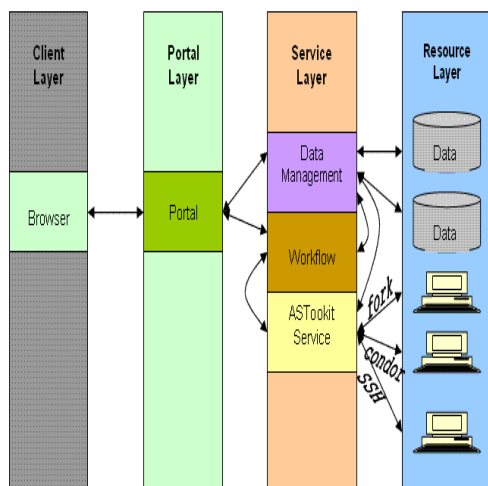 Client
Layer
Portal
Layer
Service
Layer
Resource
Layer
Browser
Portal
Data
Management
Workflow
ASTookit
Service
Data
Data
fork
condor
SSH